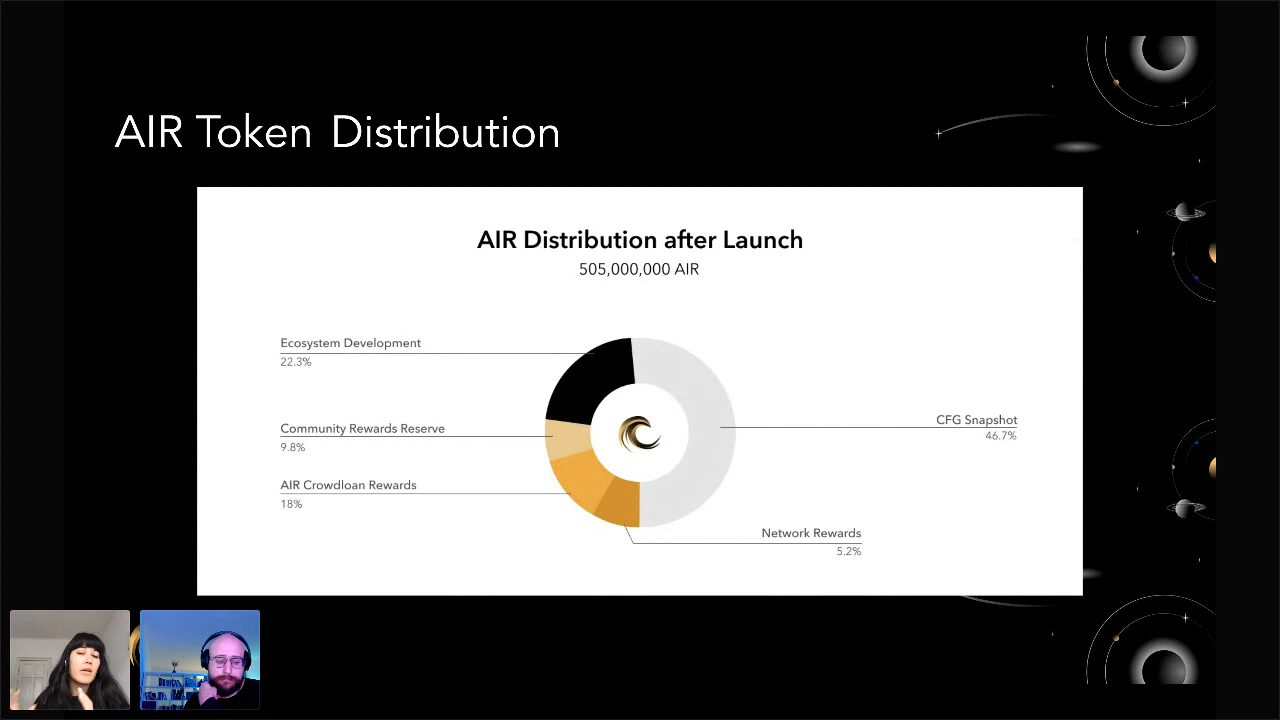 AIR Token Distribution
AIR Distribution after Launch
505,000,000 AIR
Ecosystem Development
22.3%
Community Rewards Reserve
9.8%
AIR Crowdloan Rewards
18%
CFG Snapshot
46.7%
Network Rewards
5.2%